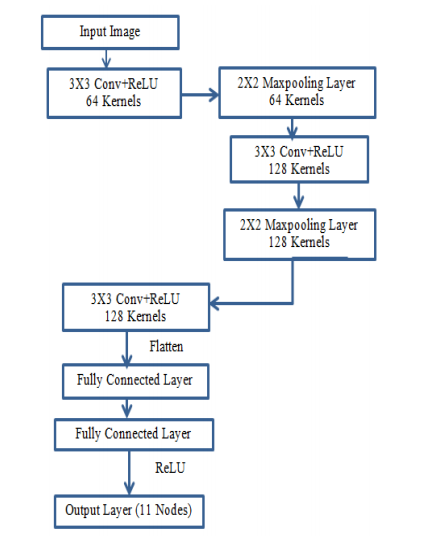 Input Image
3X3 Conv+ReLU
64 Kernels
2X2 Maxpooling Layer
64 Kernels
3X3 Conv+ReLU
128 Kernels
2X2 Maxpooling Layer
128 Kernels
3X3 Conv+ReLU
128 Kernels
Flatten
Fully Connected Layer
Fully Connected Layer
ReLU
Output Layer (11 Nodes)